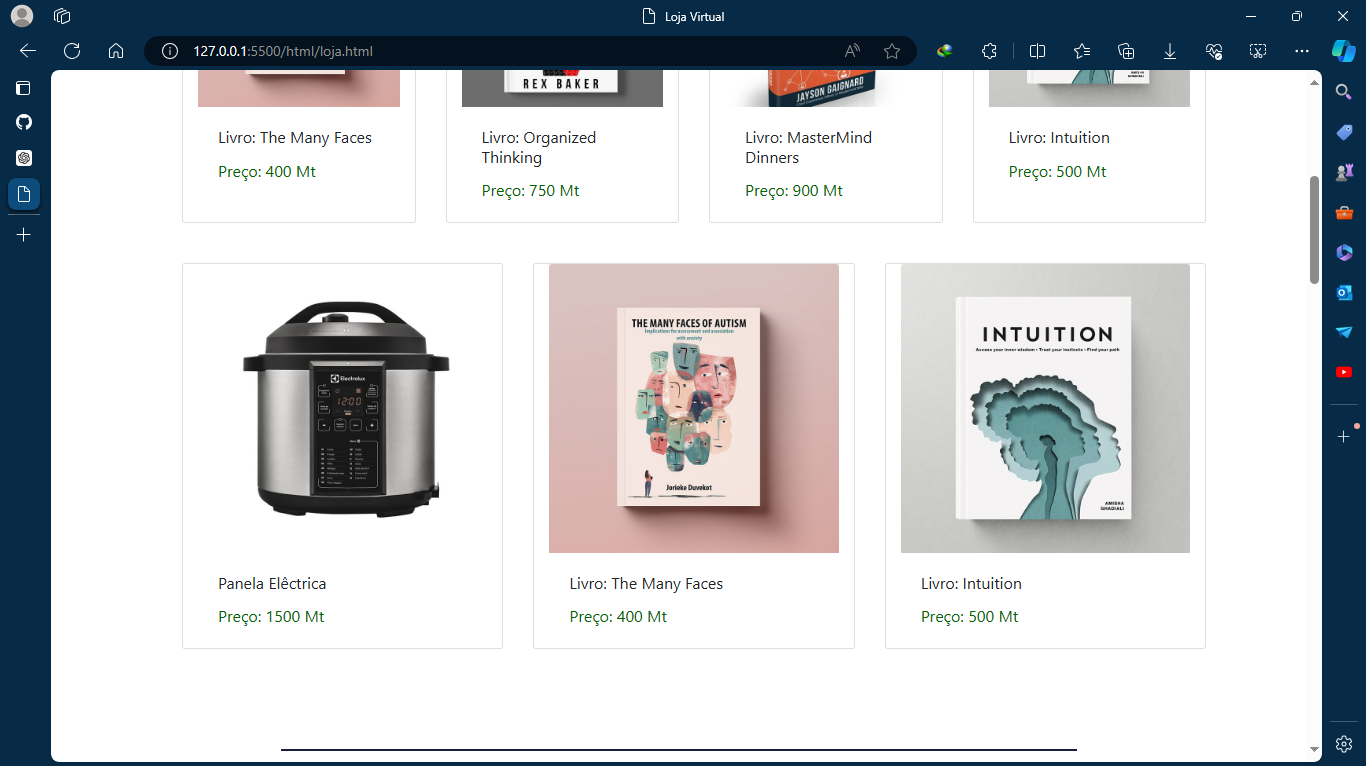 Loja Virtual
127.0.0.1:5500/html/loja.html
REX BAKER
JAYSON GAIGNARD
Livro: The Many Faces
Preço: 400 Mt
Livro: Organized
Thinking
Preço: 750 Mt
Livro: MasterMind
Dinners
Preço: 900 Mt
Livro: Intuition
Preço: 500 Mt
Electrolux
12:00
THE MANY FACES OF AUTISM
Implications for assessment and association
with anxiety
Jorieke Duvekot
INTUITION
Access your inner wisdom • Trust your instincts • Find your path
AMISHA
GHADIALI
Panela Elêctrica
Preço: 1500 Mt
Livro: The Many Faces
Preço: 400 Mt
Livro: Intuition
Preço: 500 Mt